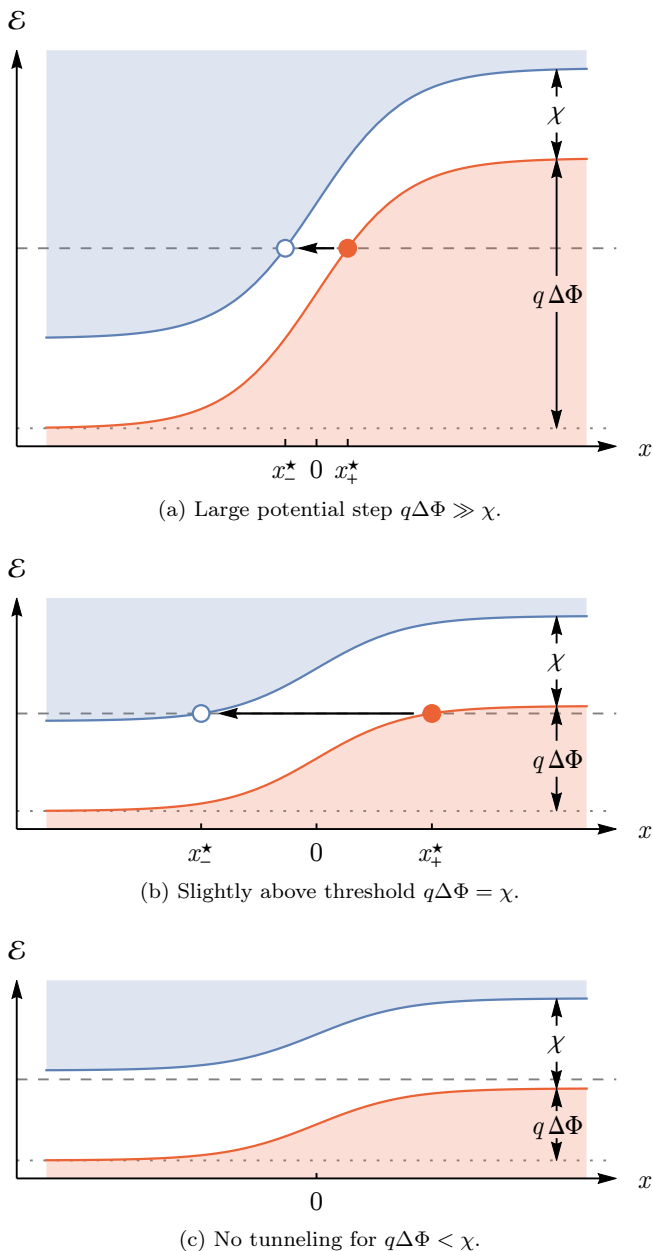 ℰ
χ
q ΔΦ
x
x₋★ 0 x₊★
(a) Large potential step qΔΦ ≫ χ.
ℰ
χ
q ΔΦ
x
x₋★ 0 x₊★
(b) Slightly above threshold qΔΦ = χ.
ℰ
χ
q ΔΦ
x
0
(c) No tunneling for qΔΦ < χ.